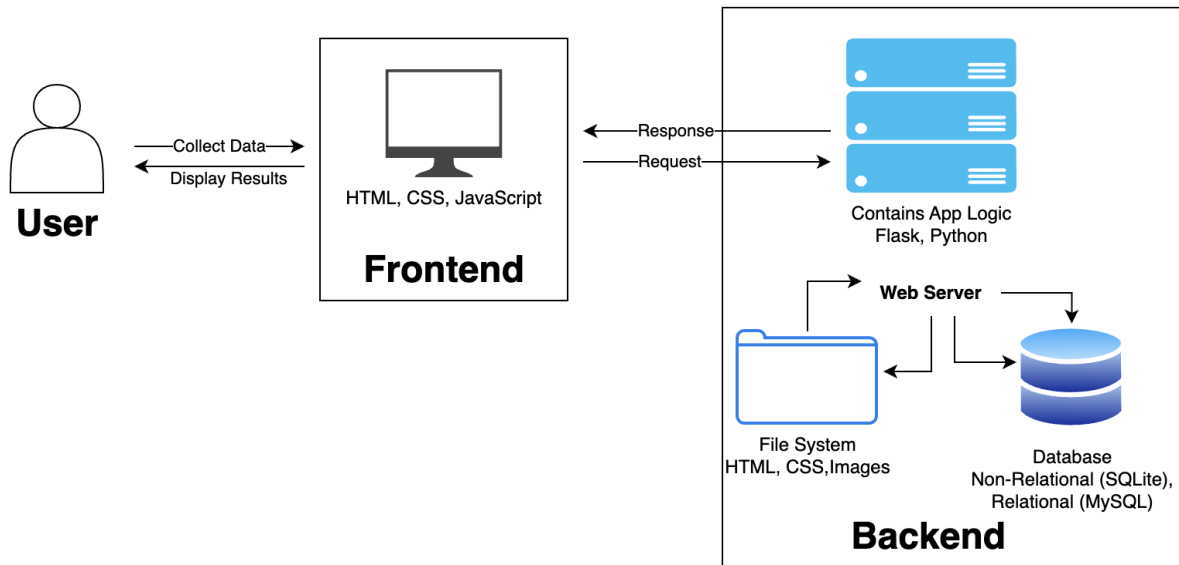 Collect Data
Display Results
User
HTML, CSS, JavaScript
Frontend
Response
Request
Contains App Logic
Flask, Python
Web Server
File System
HTML, CSS,Images
Database
Non-Relational (SQLite),
Relational (MySQL)
Backend